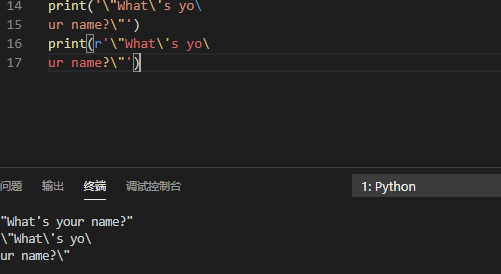 14 print('\"What\'s yo\
15 ur name?\"')
16 print(r'\"What\'s yo\
17 ur name?\"')
问题 输出 终端 调试控制台 1: Python
"What's your name?"
\"What\'s yo\
ur name?\"